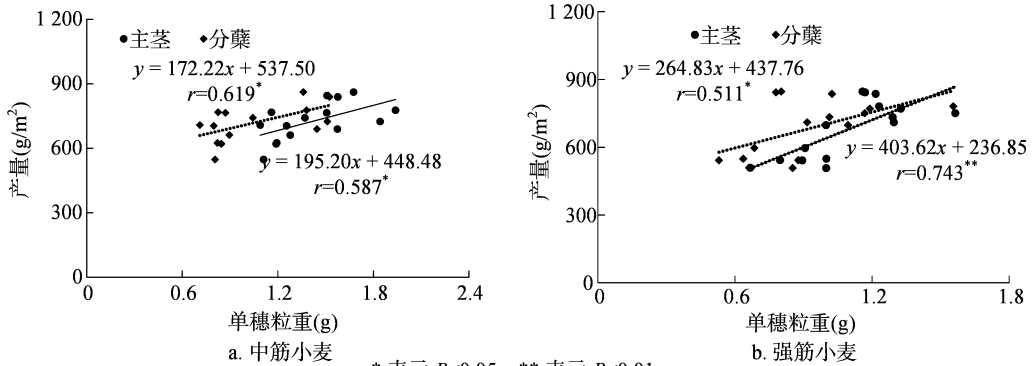 1 200
900
600
300
0
产量(g/m²)
主茎
分蘖
y = 172.22x + 537.50
r=0.619*
y = 195.20x + 448.48
r=0.587*
0 0.6 1.2 1.8 2.4
单穗粒重(g)
a. 中筋小麦
1 200
900
600
300
0
产量(g/m²)
主茎
分蘖
y = 264.83x + 437.76
r=0.511*
y = 403.62x + 236.85
r=0.743**
0 0.6 1.2 1.8
单穗粒重(g)
b. 强筋小麦